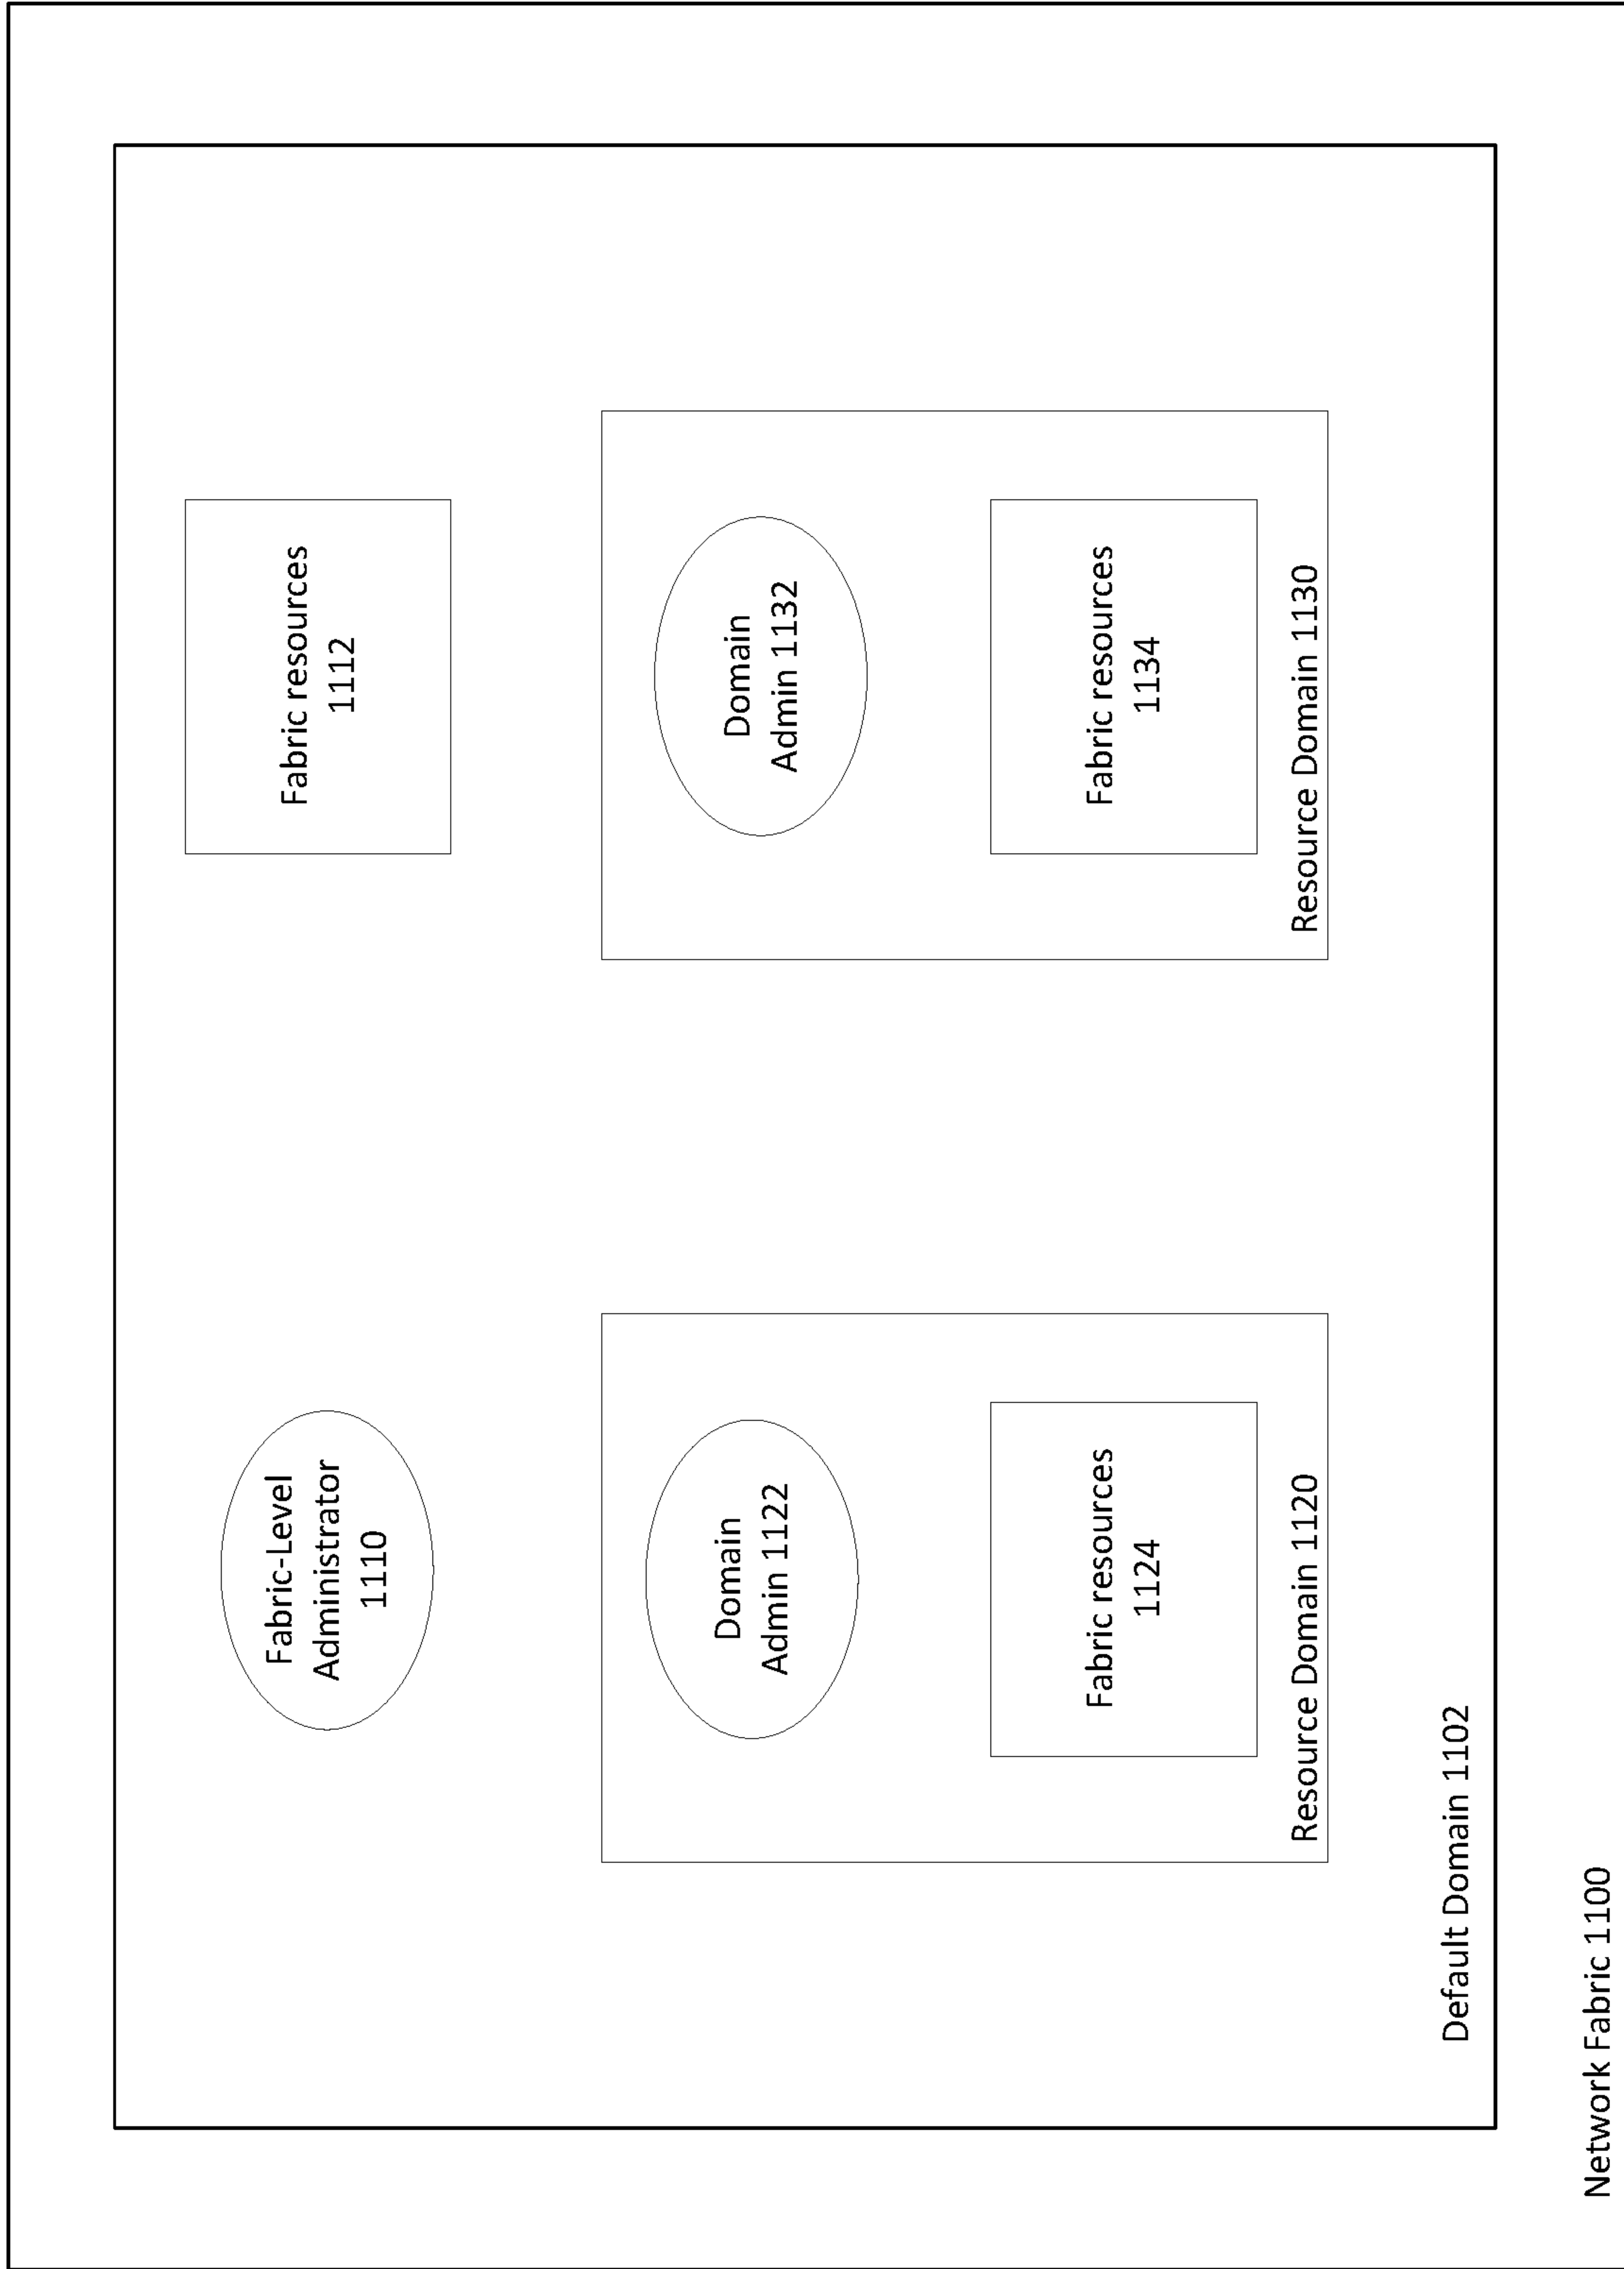 Fabric-Level
Administrator
1110
Fabric resources
1112
Domain
Admin 1122
Fabric resources
1124
Resource Domain 1120
Domain
Admin 1132
Fabric resources
1134
Resource Domain 1130
Default Domain 1102
Network Fabric 1100